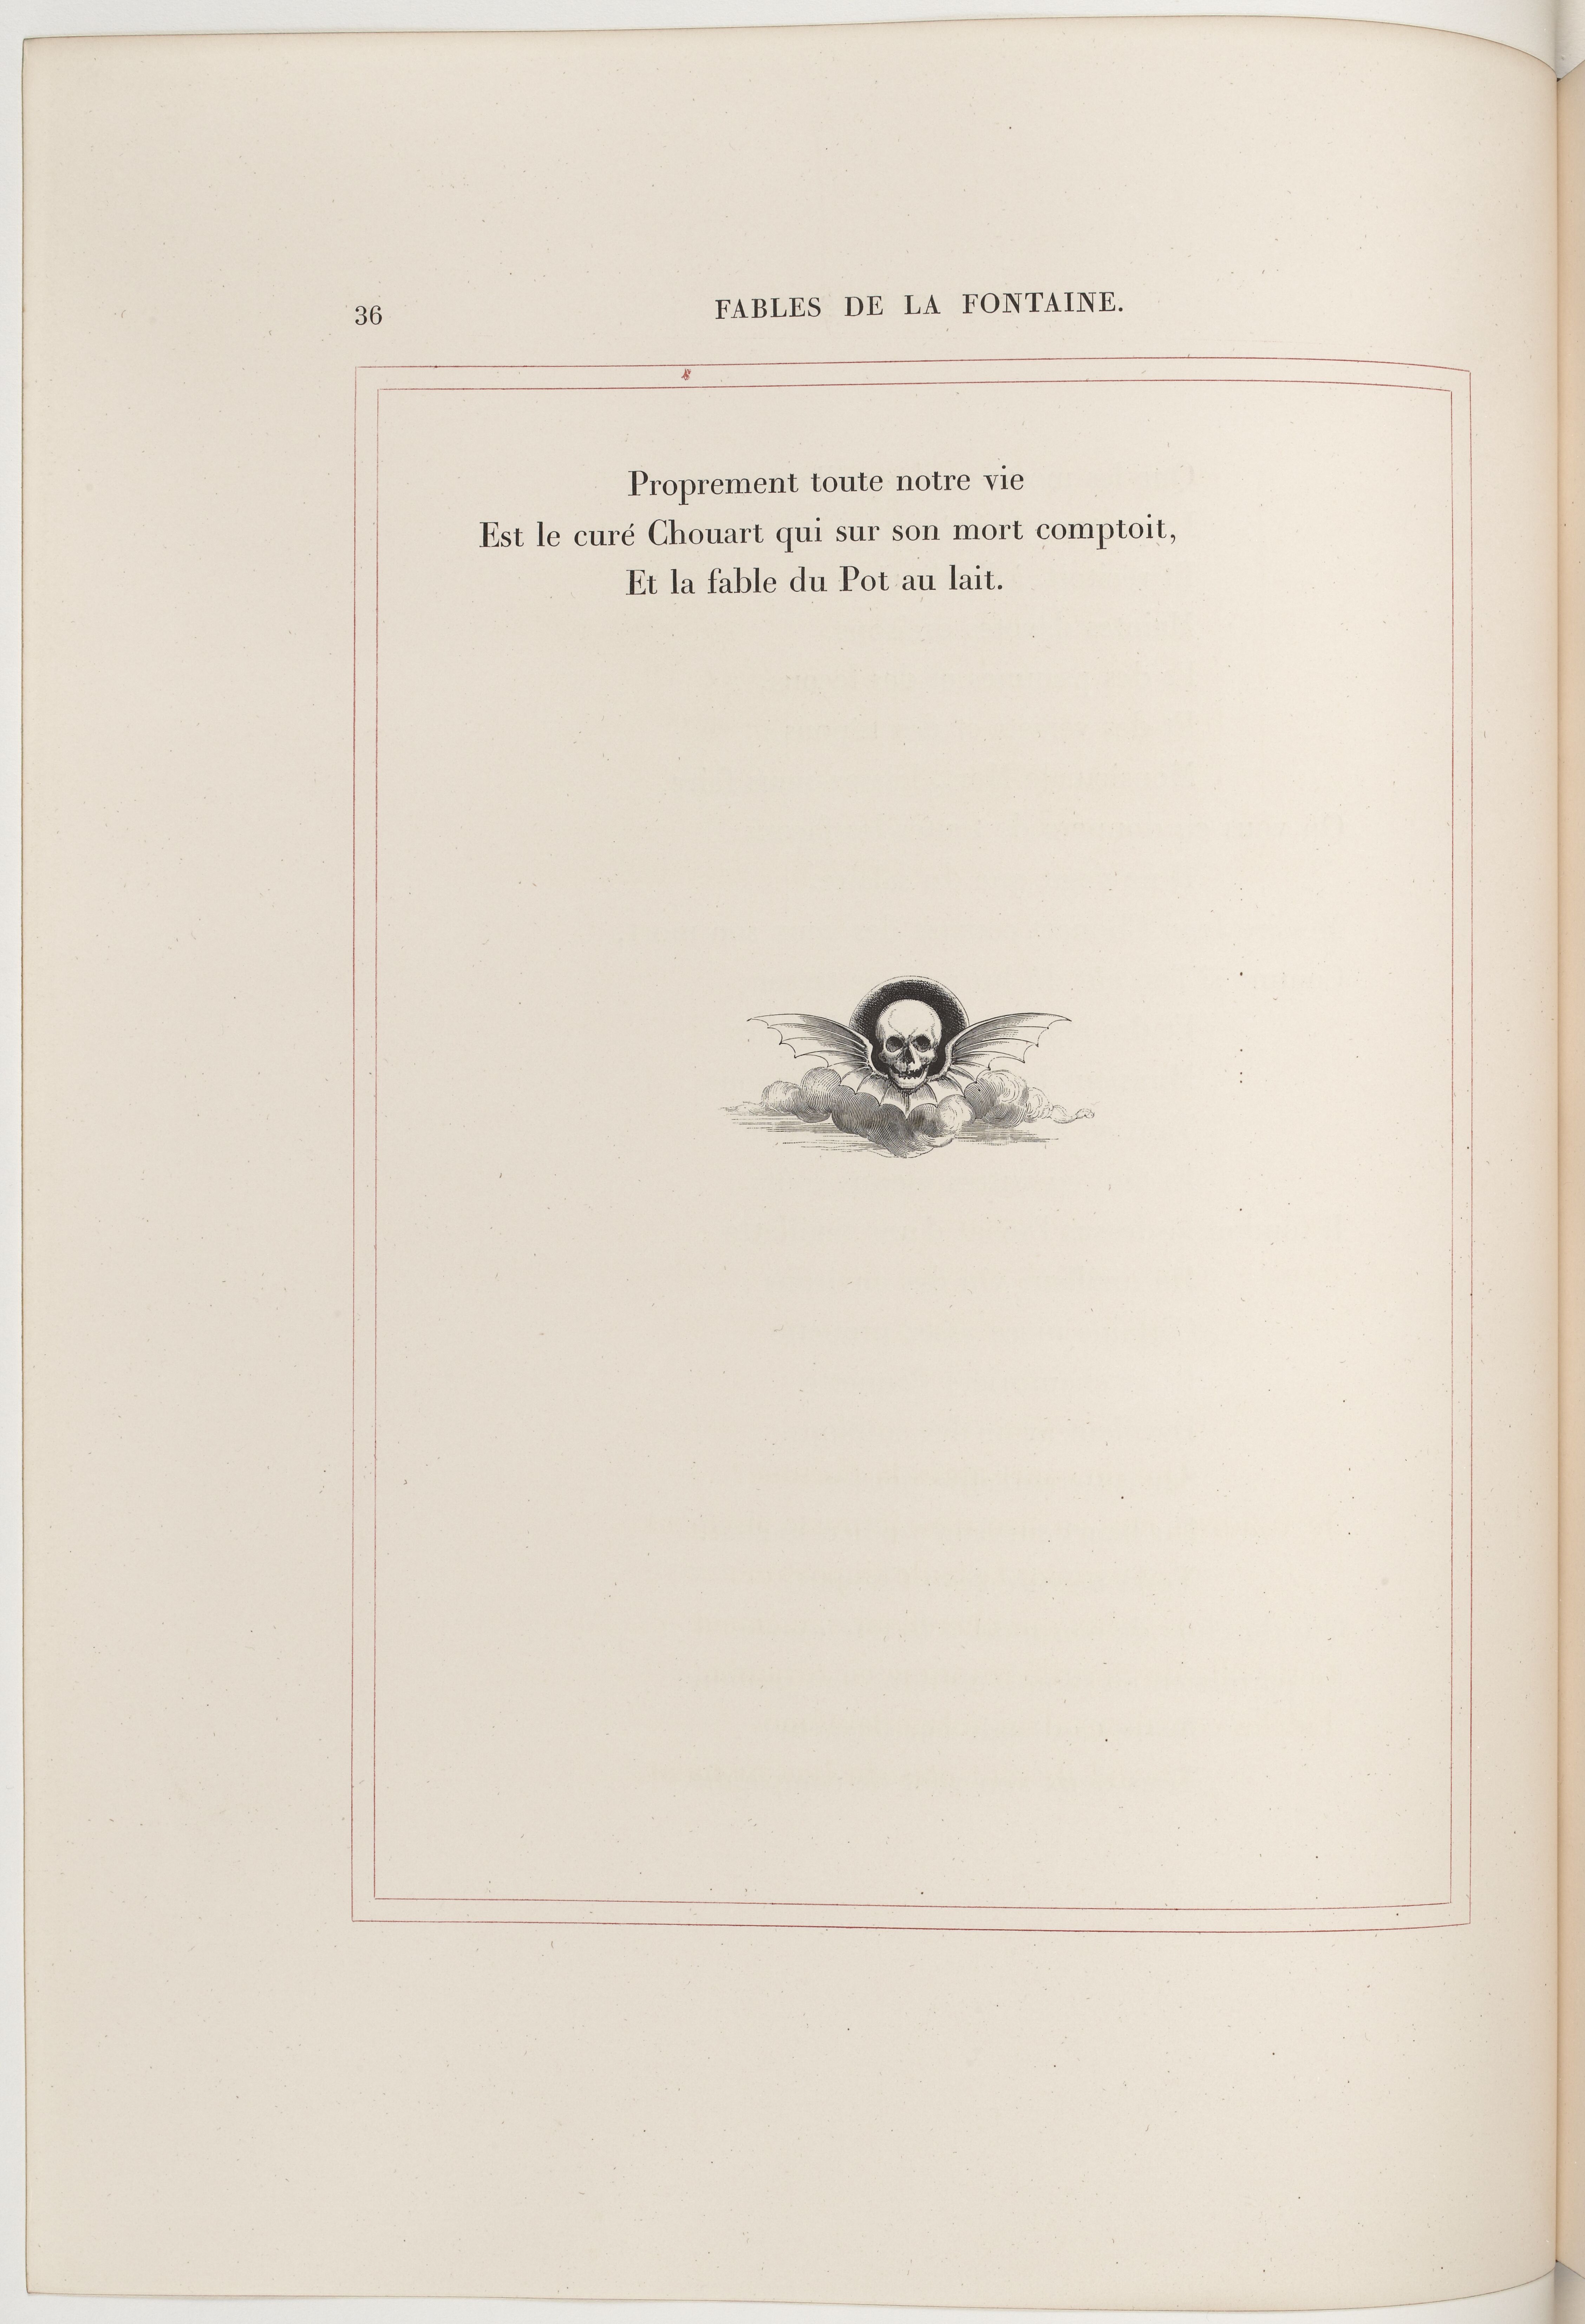 36
FABLES DE LA FONTAINE.
Proprement toute notre vie
Est le curé Chouart qui sur son mort comptoit,
Et la fable du Pot au lait.